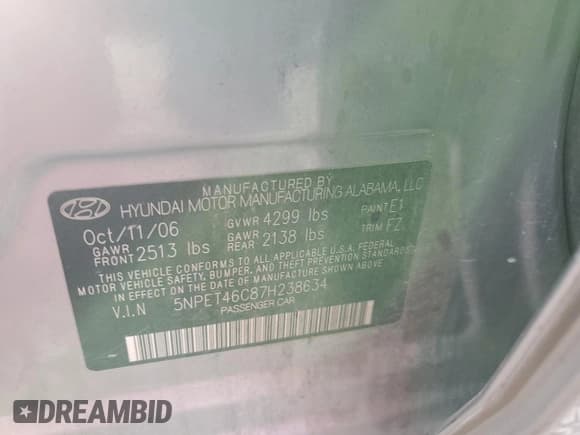 MANUFACTURED BY
HYUNDAI MOTOR MANUFACTURING ALABAMA, LLC
Oct/11/06 GVWR 4299 lbs PAINT E1
GAWR FRONT 2513 lbs GAWR REAR 2138 lbs TRIM FZ
THIS VEHICLE CONFORMS TO ALL APPLICABLE U.S.A. FEDERAL
MOTOR VEHICLE SAFETY, BUMPER, AND THEFT PREVENTION STANDARDS
IN EFFECT ON THE DATE OF MANUFACTURE SHOWN ABOVE.
V.I.N 5NPET46C87H238634
PASSENGER CAR
DREAMBID